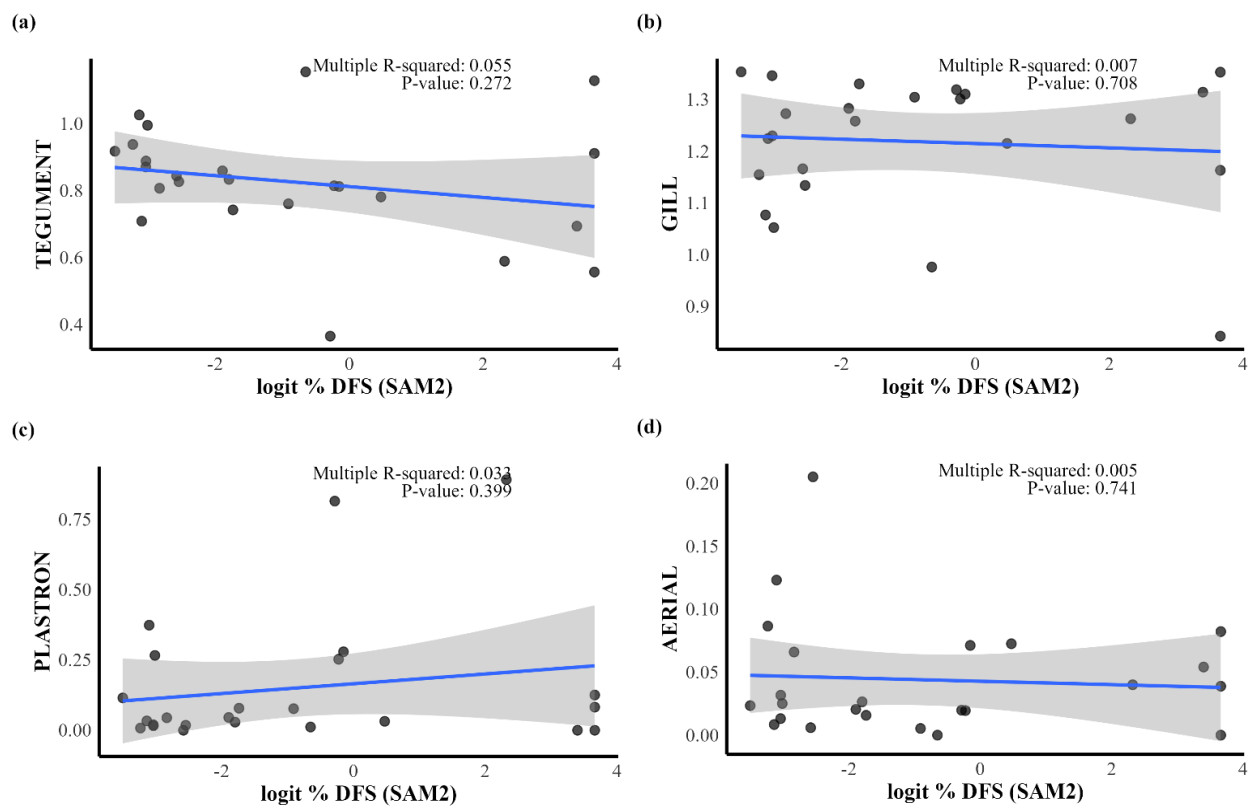 (a)
Multiple R-squared: 0.055
P-value: 0.272
TEGUMENT
1.0
0.8
0.6
0.4
-2
0
2
4
logit % DFS (SAM2)
(b)
Multiple R-squared: 0.007
P-value: 0.708
GILL
1.3
1.2
1.1
1.0
0.9
-2
0
2
4
logit % DFS (SAM2)
(c)
Multiple R-squared: 0.033
P-value: 0.399
PLASTRON
0.75
0.50
0.25
0.00
-2
0
2
4
logit % DFS (SAM2)
(d)
Multiple R-squared: 0.005
P-value: 0.741
AERIAL
0.20
0.15
0.10
0.05
0.00
-2
0
2
4
logit % DFS (SAM2)